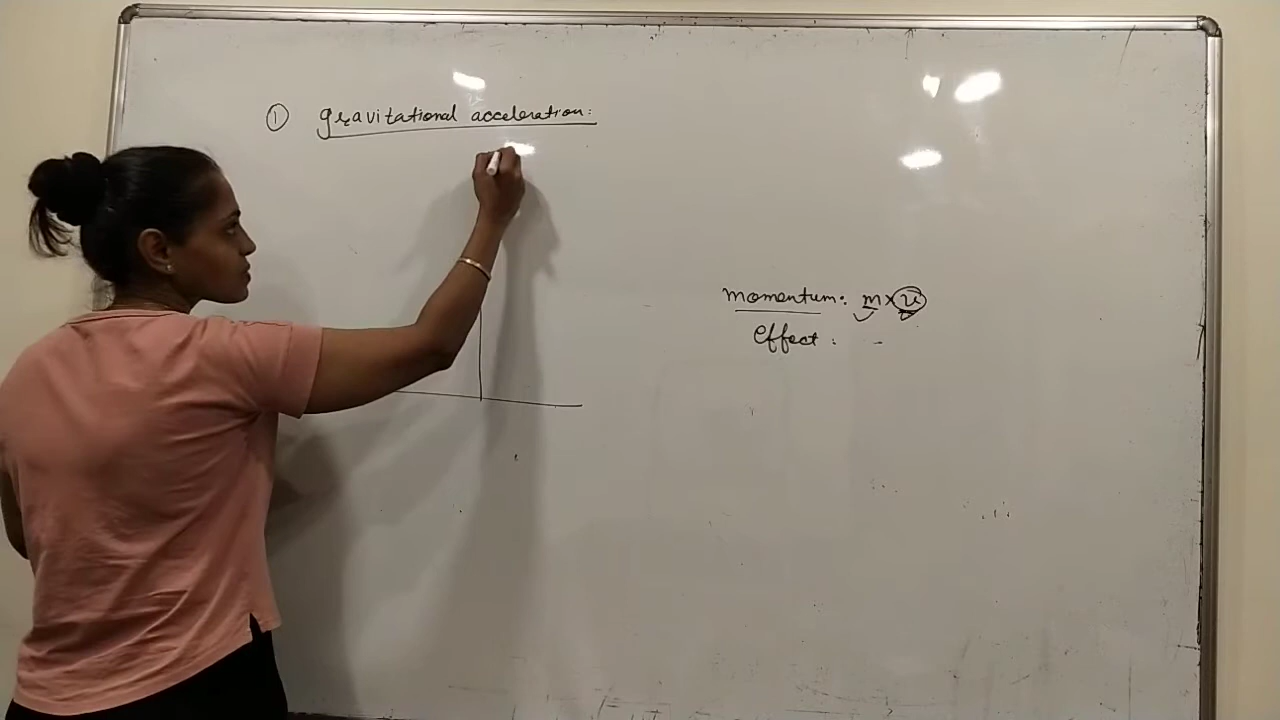 ① gravitational acceleration:
momentum: m×v
Effect : -